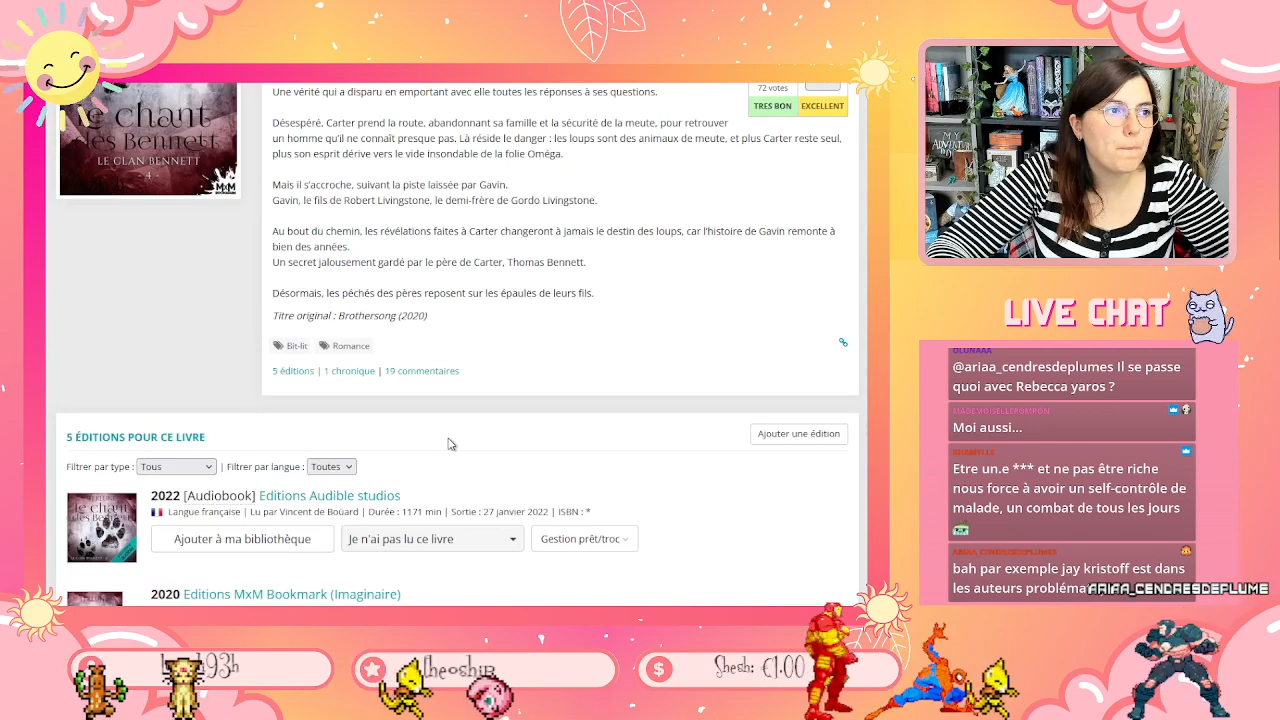 le chant
des Bennett
LE CLAN BENNETT
- 4 -
MxM
BOOKMARK
Une vérité qui a disparu en emportant avec elle toutes les réponses à ses questions.
72 votes
TRES BON
EXCELLENT
Désespéré, Carter prend la route, abandonnant sa famille et la sécurité de la meute, pour retrouver
un homme qu'il ne connaît presque pas. Là réside le danger : les loups sont des animaux de meute, et plus Carter reste seul,
plus son esprit dérive vers le vide insondable de la folie Oméga.
Mais il s'accroche, suivant la piste laissée par Gavin.
Gavin, le fils de Robert Livingstone, le demi-frère de Gordo Livingstone.
Au bout du chemin, les révélations faites à Carter changeront à jamais le destin des loups, car l'histoire de Gavin remonte à
bien des années.
Un secret jalousement gardé par le père de Carter, Thomas Bennett.
Désormais, les péchés des pères reposent sur les épaules de leurs fils.
Titre original : Brothersong (2020)
Bit-lit
Romance
5 éditions | 1 chronique | 19 commentaires
5 ÉDITIONS POUR CE LIVRE
Ajouter une édition
Filtrer par type : Tous | Filtrer par langue : Toutes
2022 [Audiobook] Editions Audible studios
Langue française | Lu par Vincent de Boüard | Durée : 1171 min | Sortie : 27 janvier 2022 | ISBN : *
Ajouter à ma bibliothèque
Je n'ai pas lu ce livre
Gestion prêt/troc
2020 Editions MxM Bookmark (Imaginaire)
MY
LIVE CHAT
OLUNAAA
@ariaa_cendresdeplumes Il se passe
quoi avec Rebecca yaros ?
MADEMOISELLEPOMPON
Moi aussi...
Etre un.e *** et ne pas être riche
nous force à avoir un self-contrôle de
malade, un combat de tous les jours
ARIAA_CENDRESDEPLUMES
bah par exemple jay kristoff est dans
les auteurs probléma
ARIAA_CENDRESDEPLUME
93h
Sheshir
Shesh: €1.00